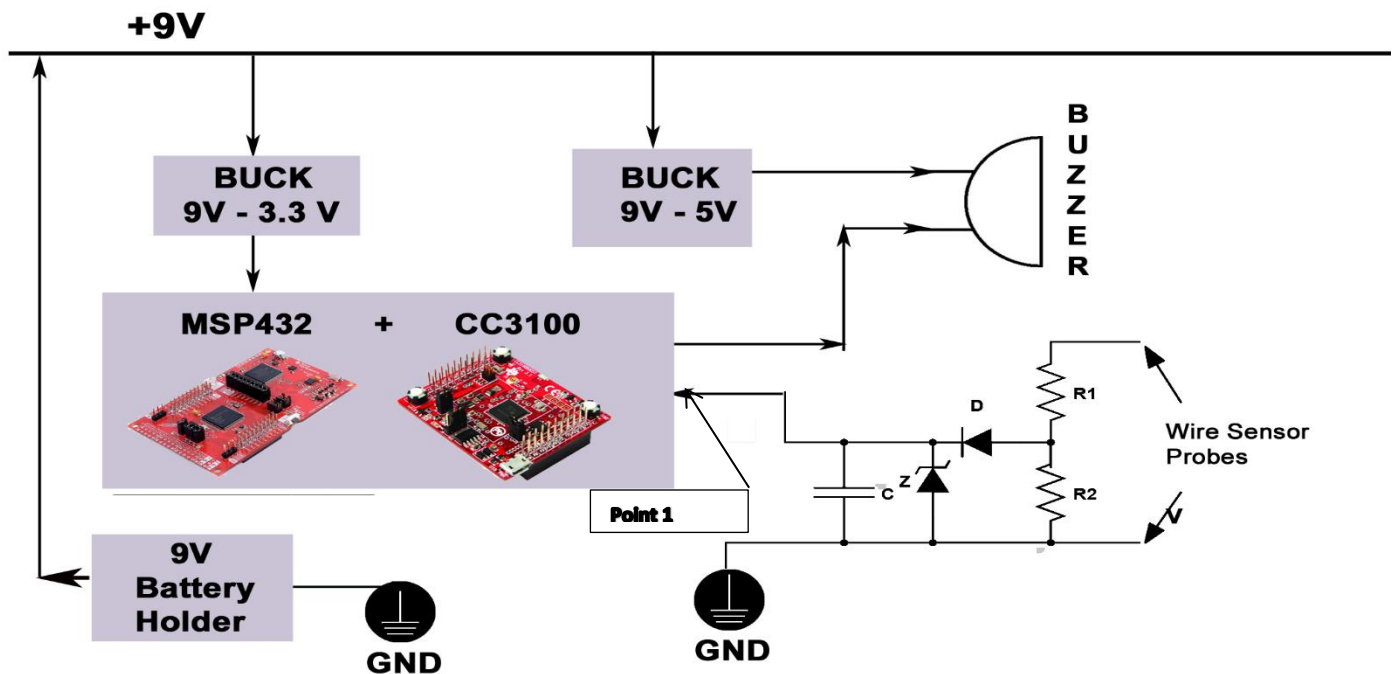 +9V
BUCK
9V - 3.3 V
BUCK
9V - 5V
BUZZER
MSP432 + CC3100
D
R1
Wire Sensor
Probes
Z
C
R2
V
Point 1
9V
Battery
Holder
GND
GND